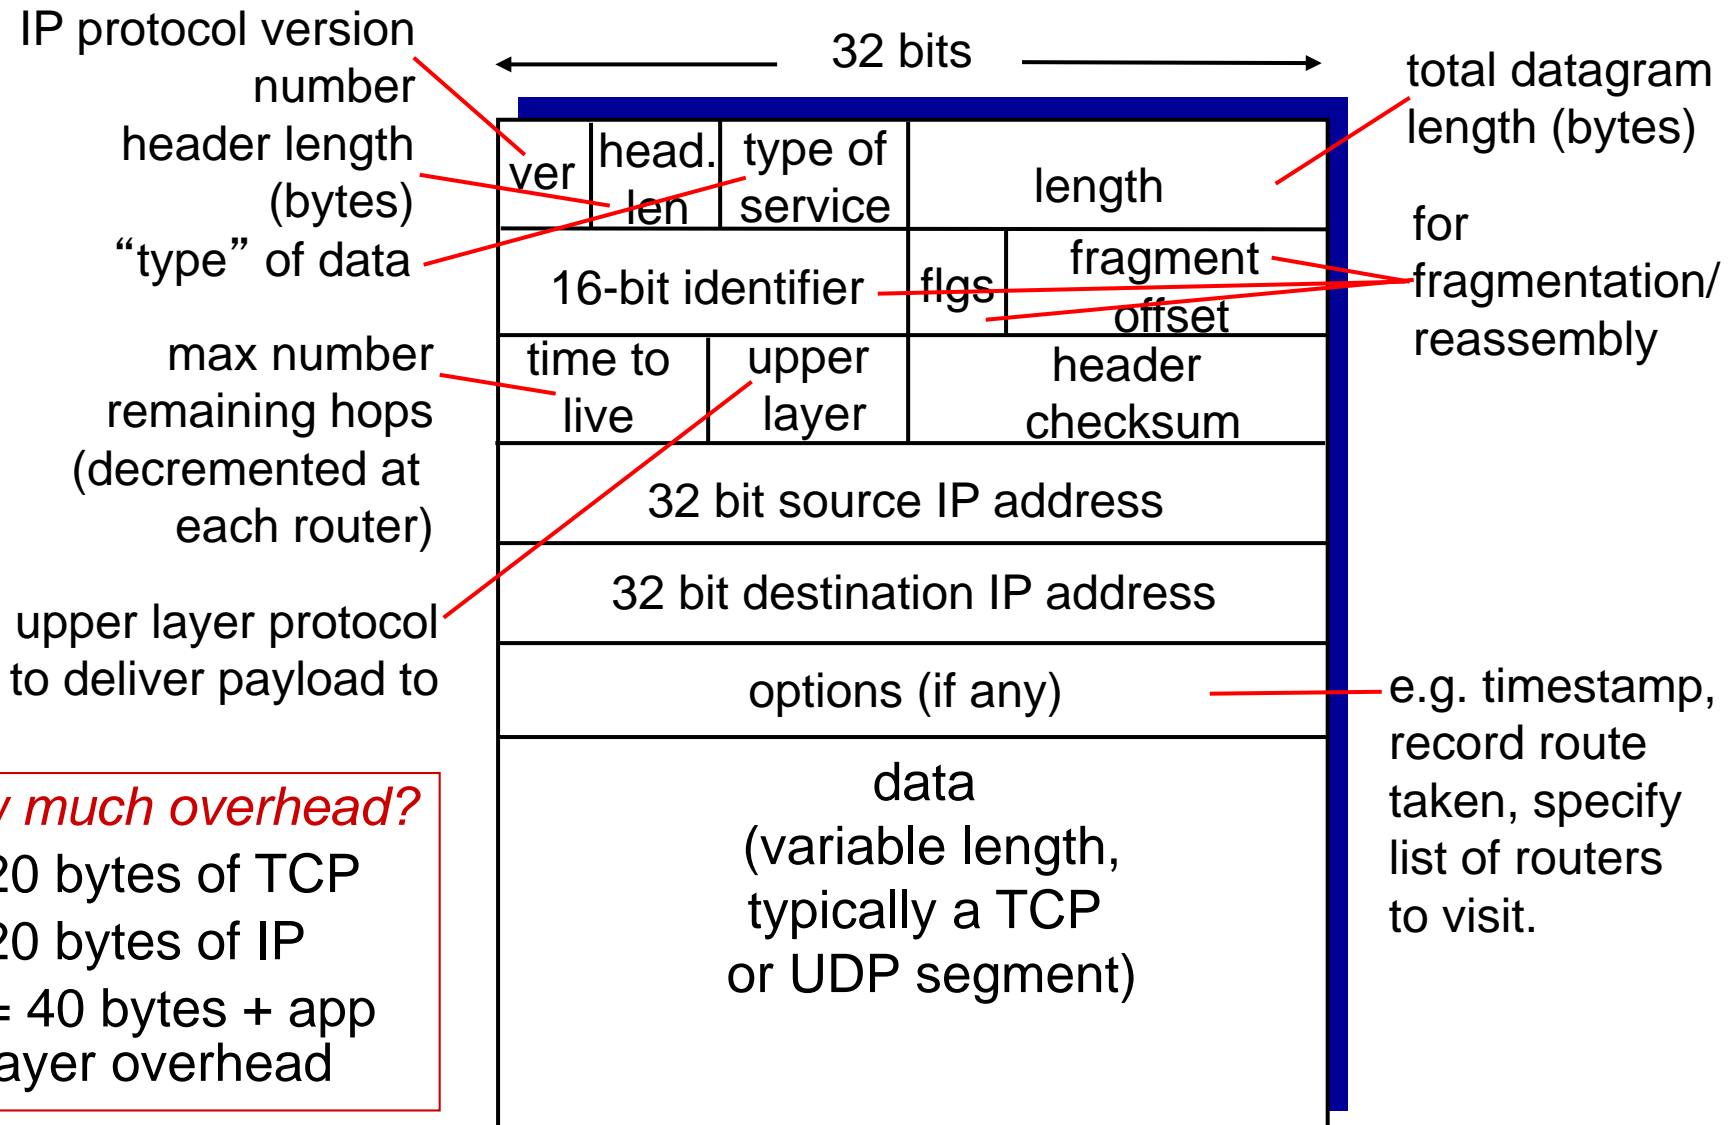 IP protocol version
number
header length
(bytes)
“type” of data
max number
remaining hops
(decremented at
each router)
upper layer protocol
to deliver payload to
much overhead?
20 bytes of TCP
20 bytes of IP
= 40 bytes + app
overhead
32 bits
ver
head.
len
type of
service
length
16-bit identifier
flgs
fragment
offset
time to
live
upper
layer
header
checksum
32 bit source IP address
32 bit destination IP address
options (if any)
data
(variable length,
typically a TCP
or UDP segment)
total datagram
length (bytes)
for
fragmentation/
reassembly
e.g. timestamp,
record route
taken, specify
list of routers
to visit.